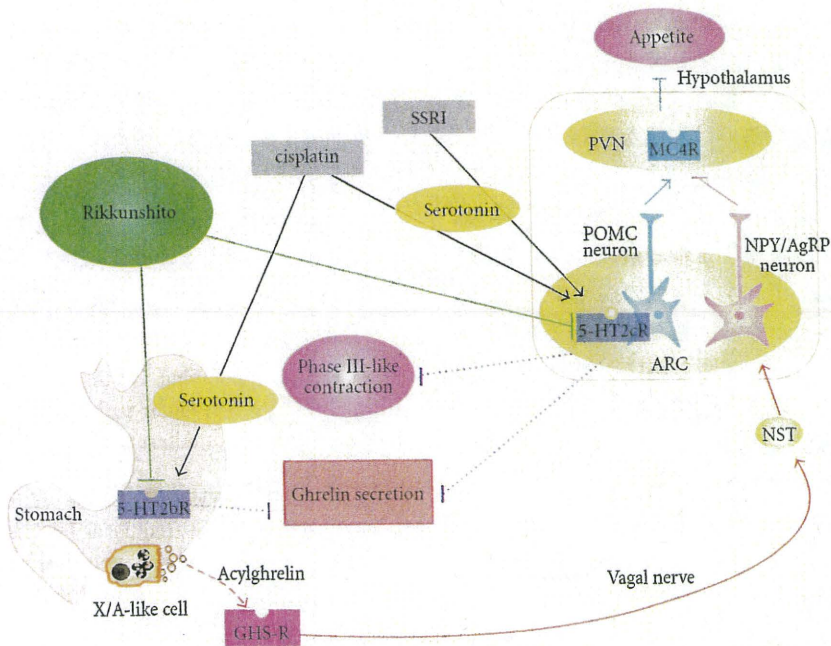 Appetite
Hypothalamus
SSRI
PVN
MC4R
cisplatin
Rikkunshito
Serotonin
POMC
neuron
NPY/AgRP
neuron
5-HT2cR
ARC
Phase III-like
contraction
Serotonin
NST
Ghrelin secretion
5-HT2bR
Stomach
Acylghrelin
Vagal nerve
X/A-like cell
GHS-R